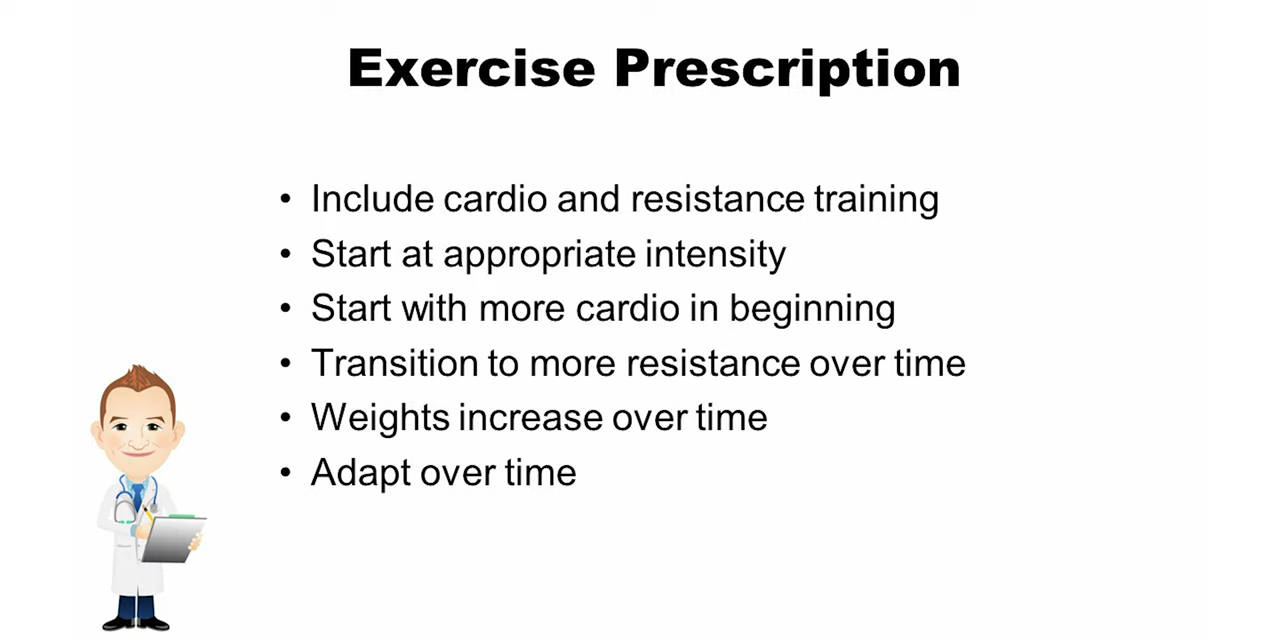 Exercise Prescription
• Include cardio and resistance training
• Start at appropriate intensity
• Start with more cardio in beginning
• Transition to more resistance over time
• Weights increase over time
• Adapt over time